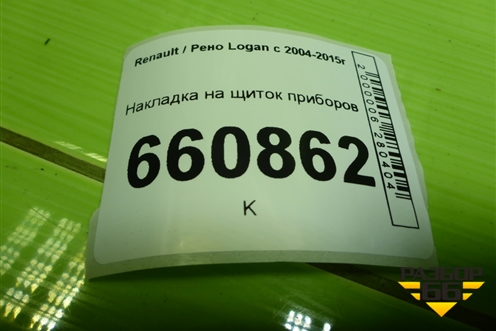 Renault / Рено Logan с 2004-2015г
Накладка на щиток приборов
660862
К
2000006280404
РАЗБОР
66